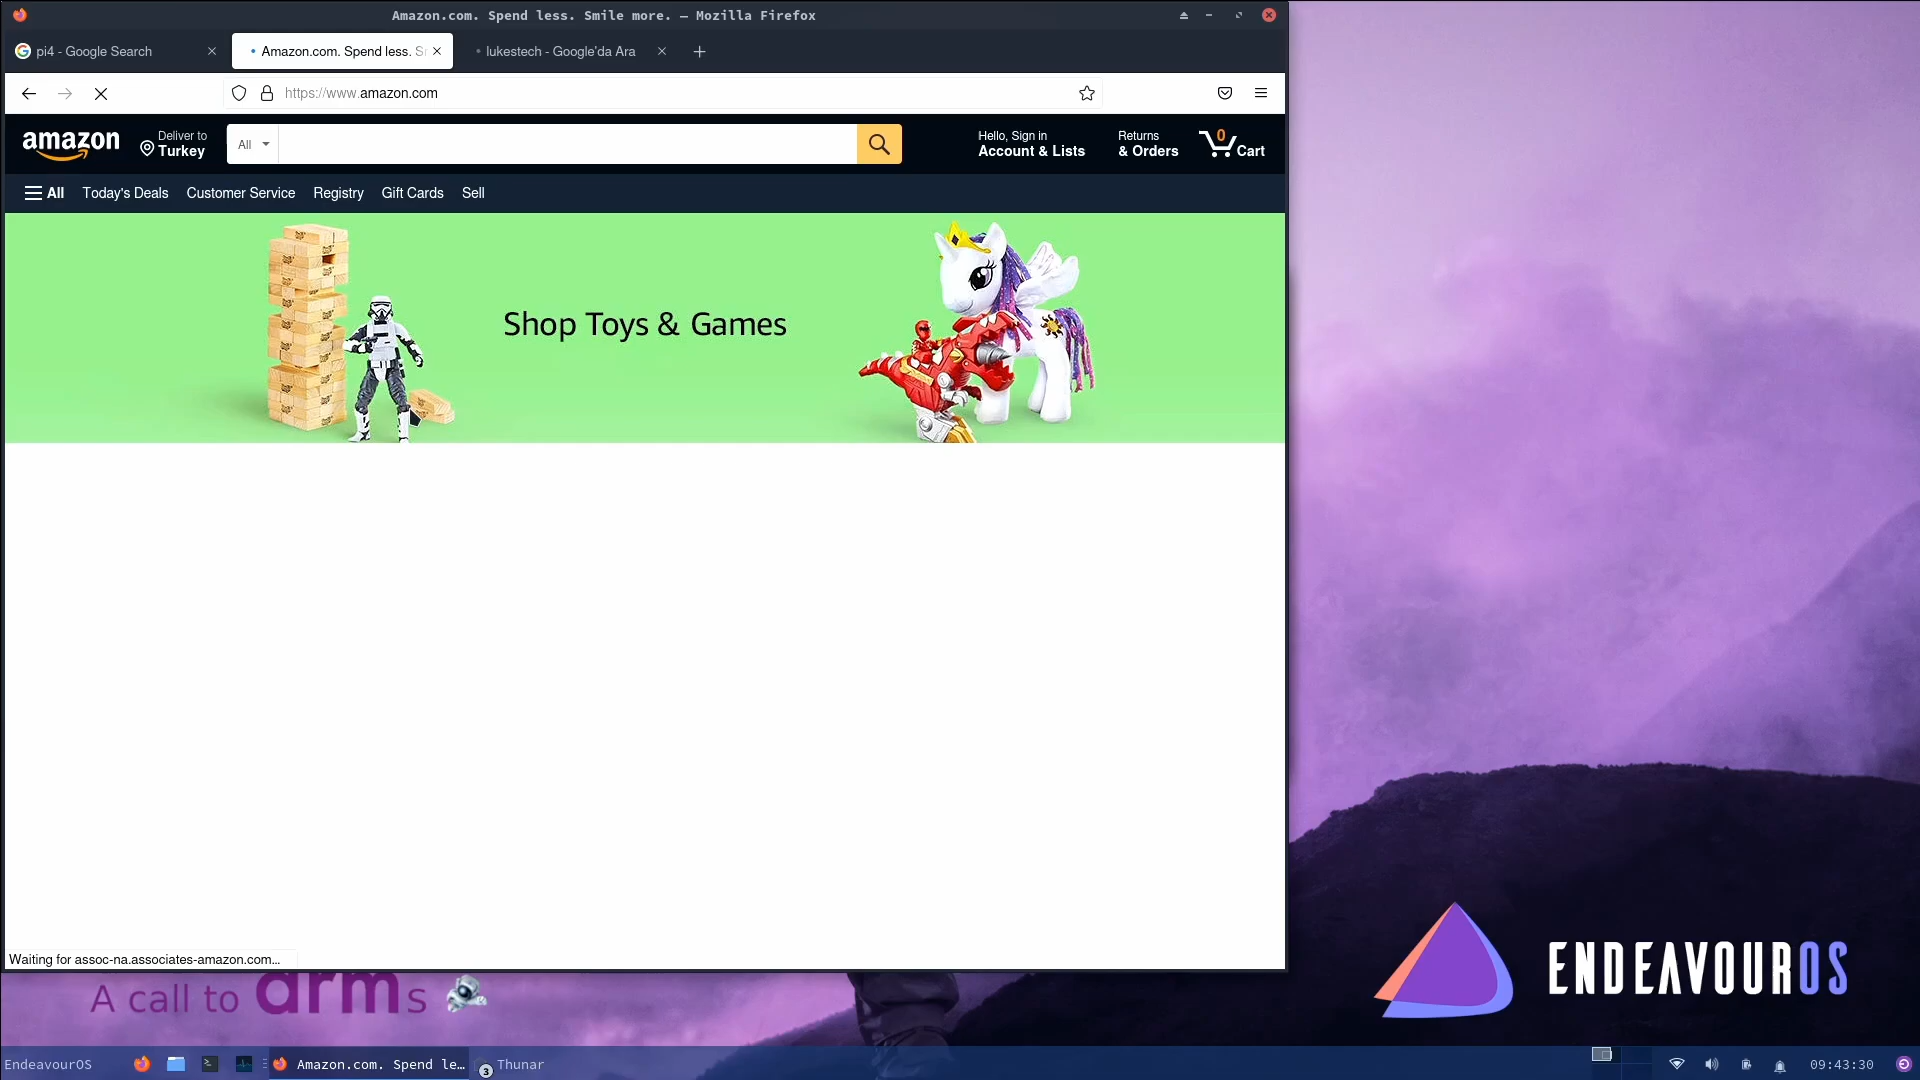 Amazon.com. Spend less. Smile more. — Mozilla Firefox
pi4 - Google Search
Amazon.com. Spend less. S
lukestech - Google'da Ara
https://www.amazon.com
amazon
Deliver to
Turkey
All
Hello, Sign in
Account & Lists
Returns
& Orders
0
Cart
All
Today's Deals
Customer Service
Registry
Gift Cards
Sell
Shop Toys & Games
Waiting for assoc-na.associates-amazon.com...
A call to arms
ENDEAVOUROS
EndeavourOS
Amazon.com. Spend le...
3
Thunar
09:43:30